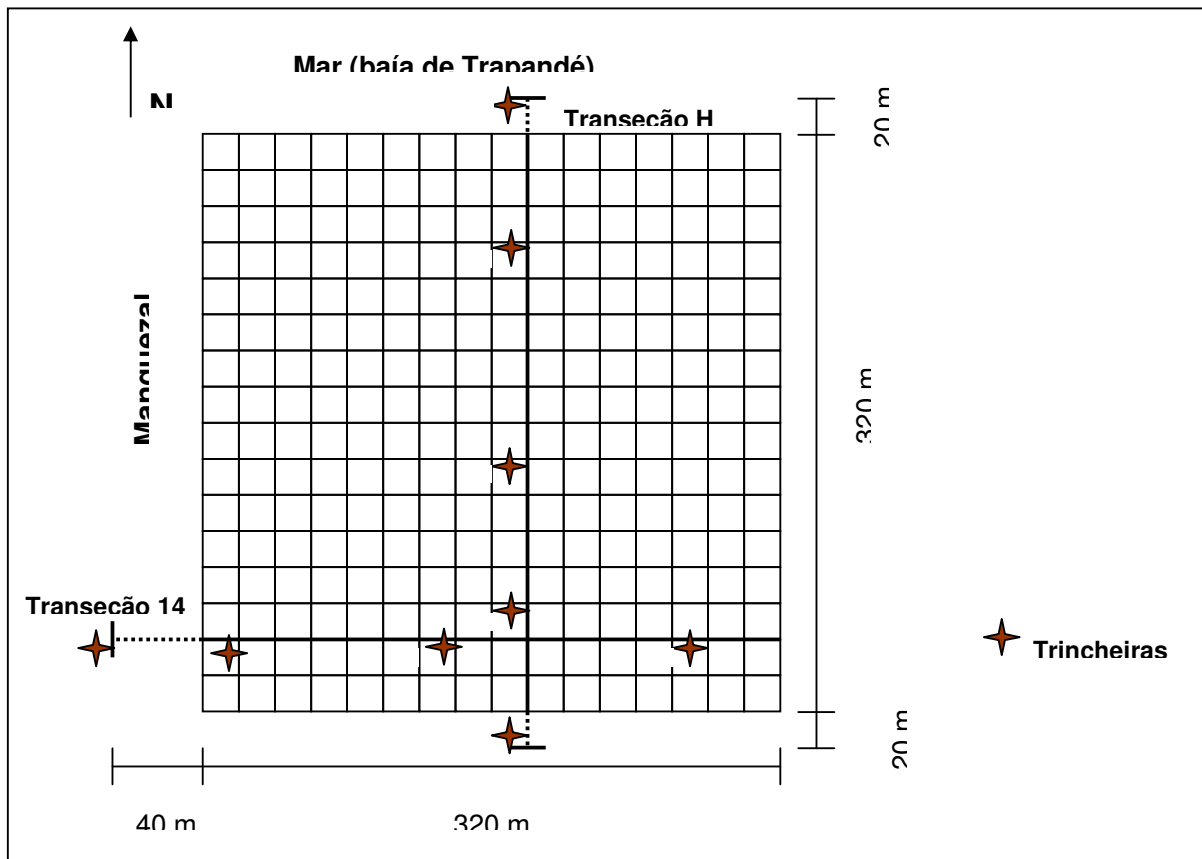 Mar (baía de Trapandé)
N
Transeção H
20 m
Manguezal
320 m
Transeção 14
Trincheiras
20 m
40 m
320 m